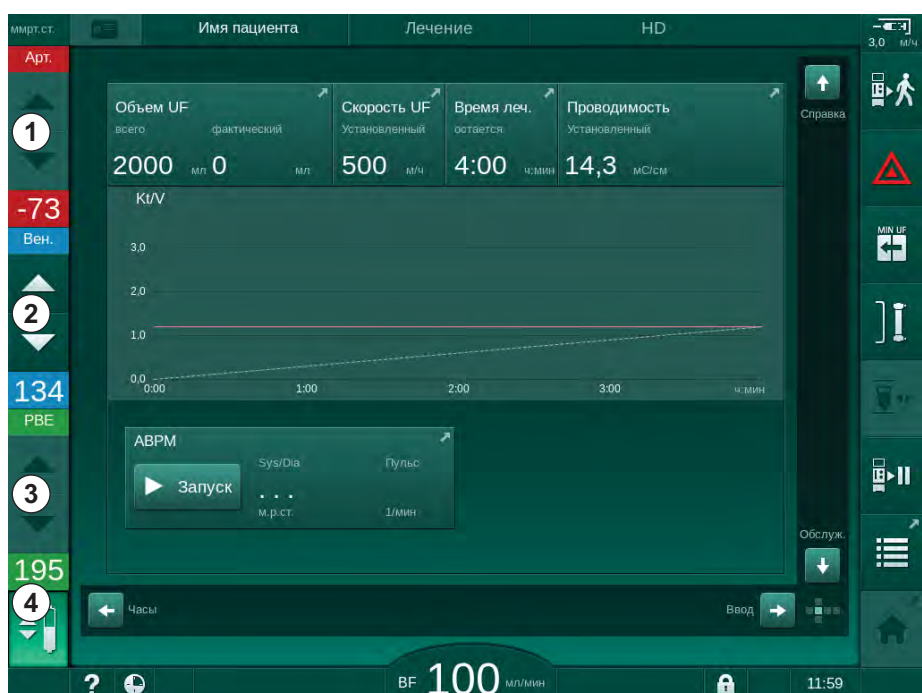 ммрт.ст. Имя пациента Лечение HD
3,0 м/ч
Арт.
1
-73
Вен.
2
134
PBE
3
195
4
Объем UF
всего фактический
2000 мл 0 мл
Скорость UF
Установленный
500 м/ч
Время леч.
остается
4:00 ч:мин
Проводимость
Установленный
14,3 мС/см
Kt/V
3,0
2,0
1,0
0,0
0:00 1:00 2:00 3:00 ч:мин
ABPM
Запуск
Sys/Dia Пульс
. . .
м.р.ст. 1/мин
Справка
Обслуж.
Часы Ввод
MIN UF
? BF 100 мл/мин 11:59